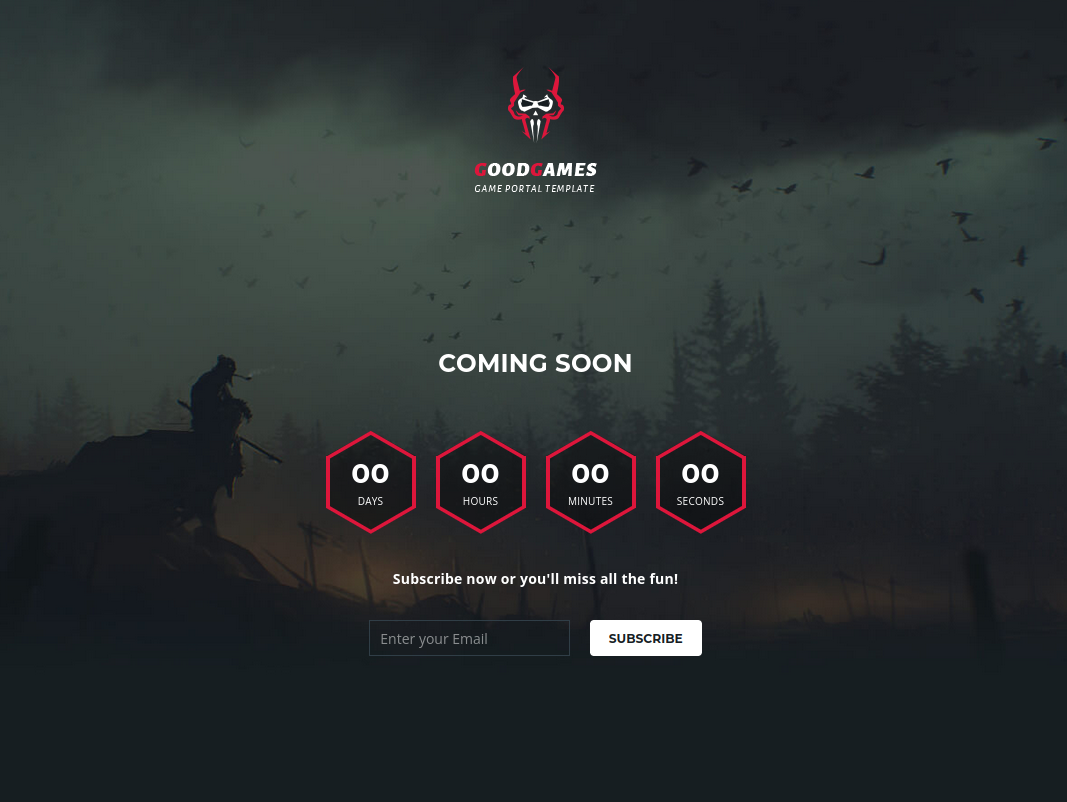 GOODGAMES
GAME PORTAL TEMPLATE
COMING SOON
00 00 00 00
DAYS HOURS MINUTES SECONDS
Subscribe now or you'll miss all the fun!
Enter your Email SUBSCRIBE